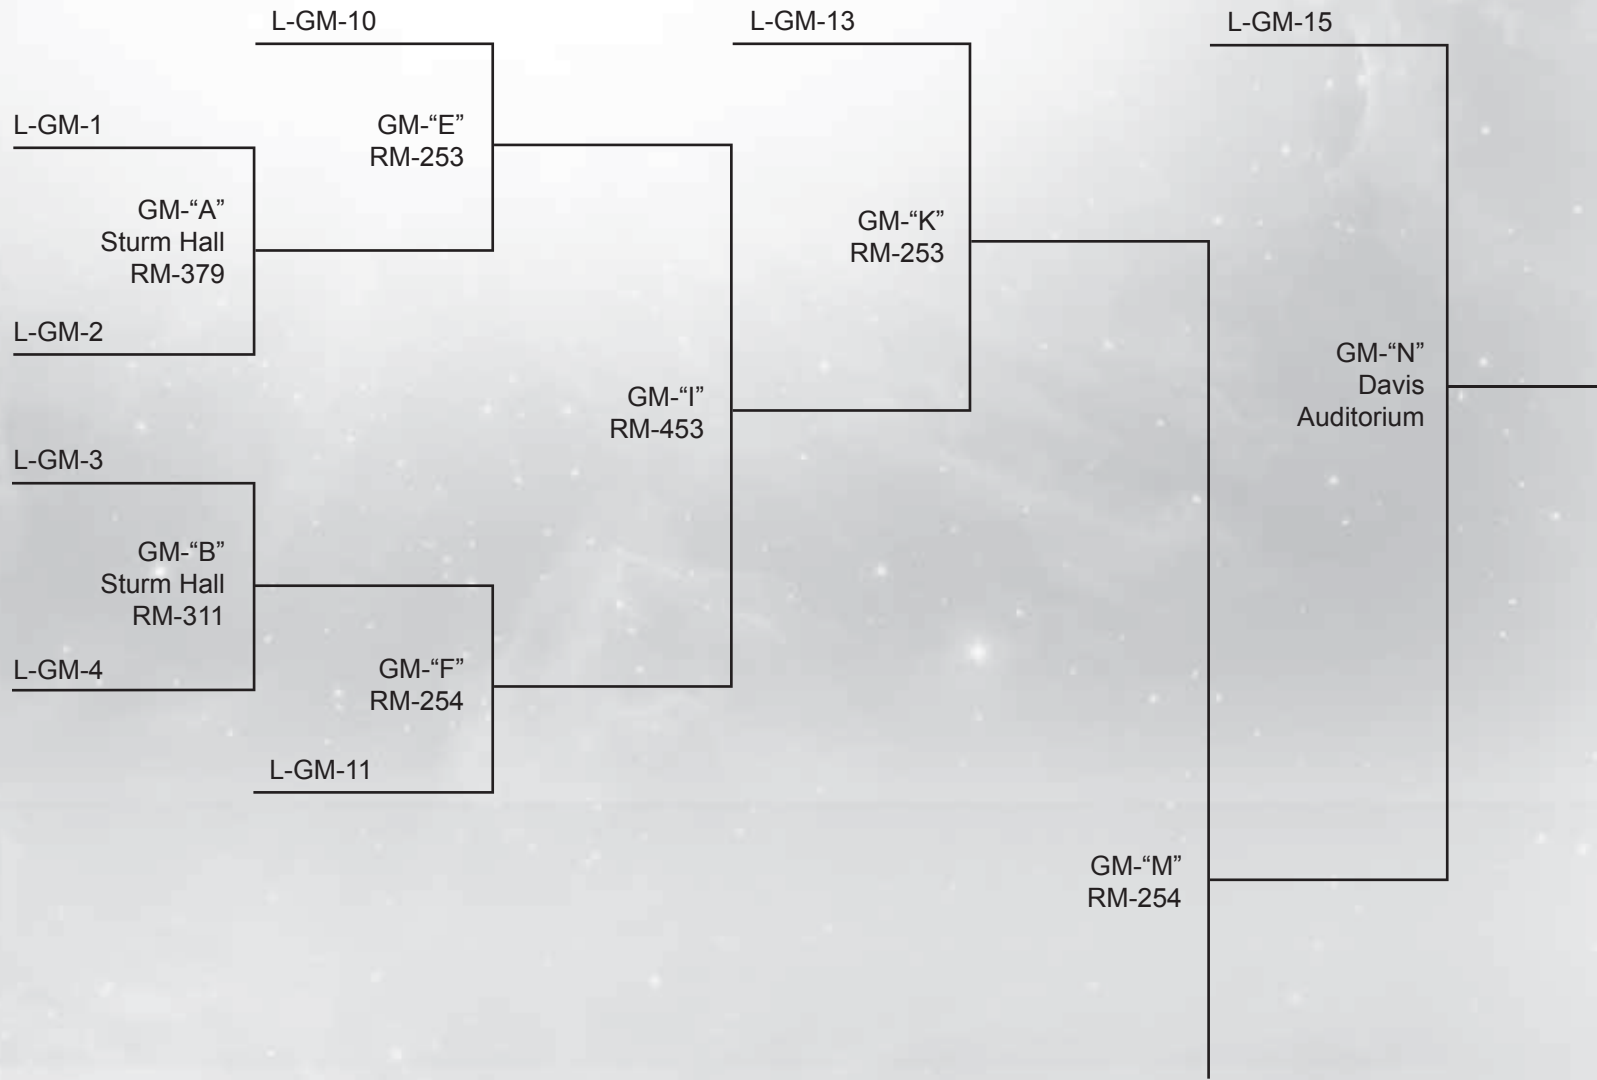 L-GM-10
L-GM-13
L-GM-15
L-GM-1
GM-“E”
RM-253
GM-“A”
Sturm Hall
RM-379
GM-“K”
RM-253
L-GM-2
GM-“N”
Davis
Auditorium
GM-“I”
RM-453
L-GM-3
GM-“B”
Sturm Hall
RM-311
L-GM-4
GM-“F”
RM-254
L-GM-11
GM-“M”
RM-254